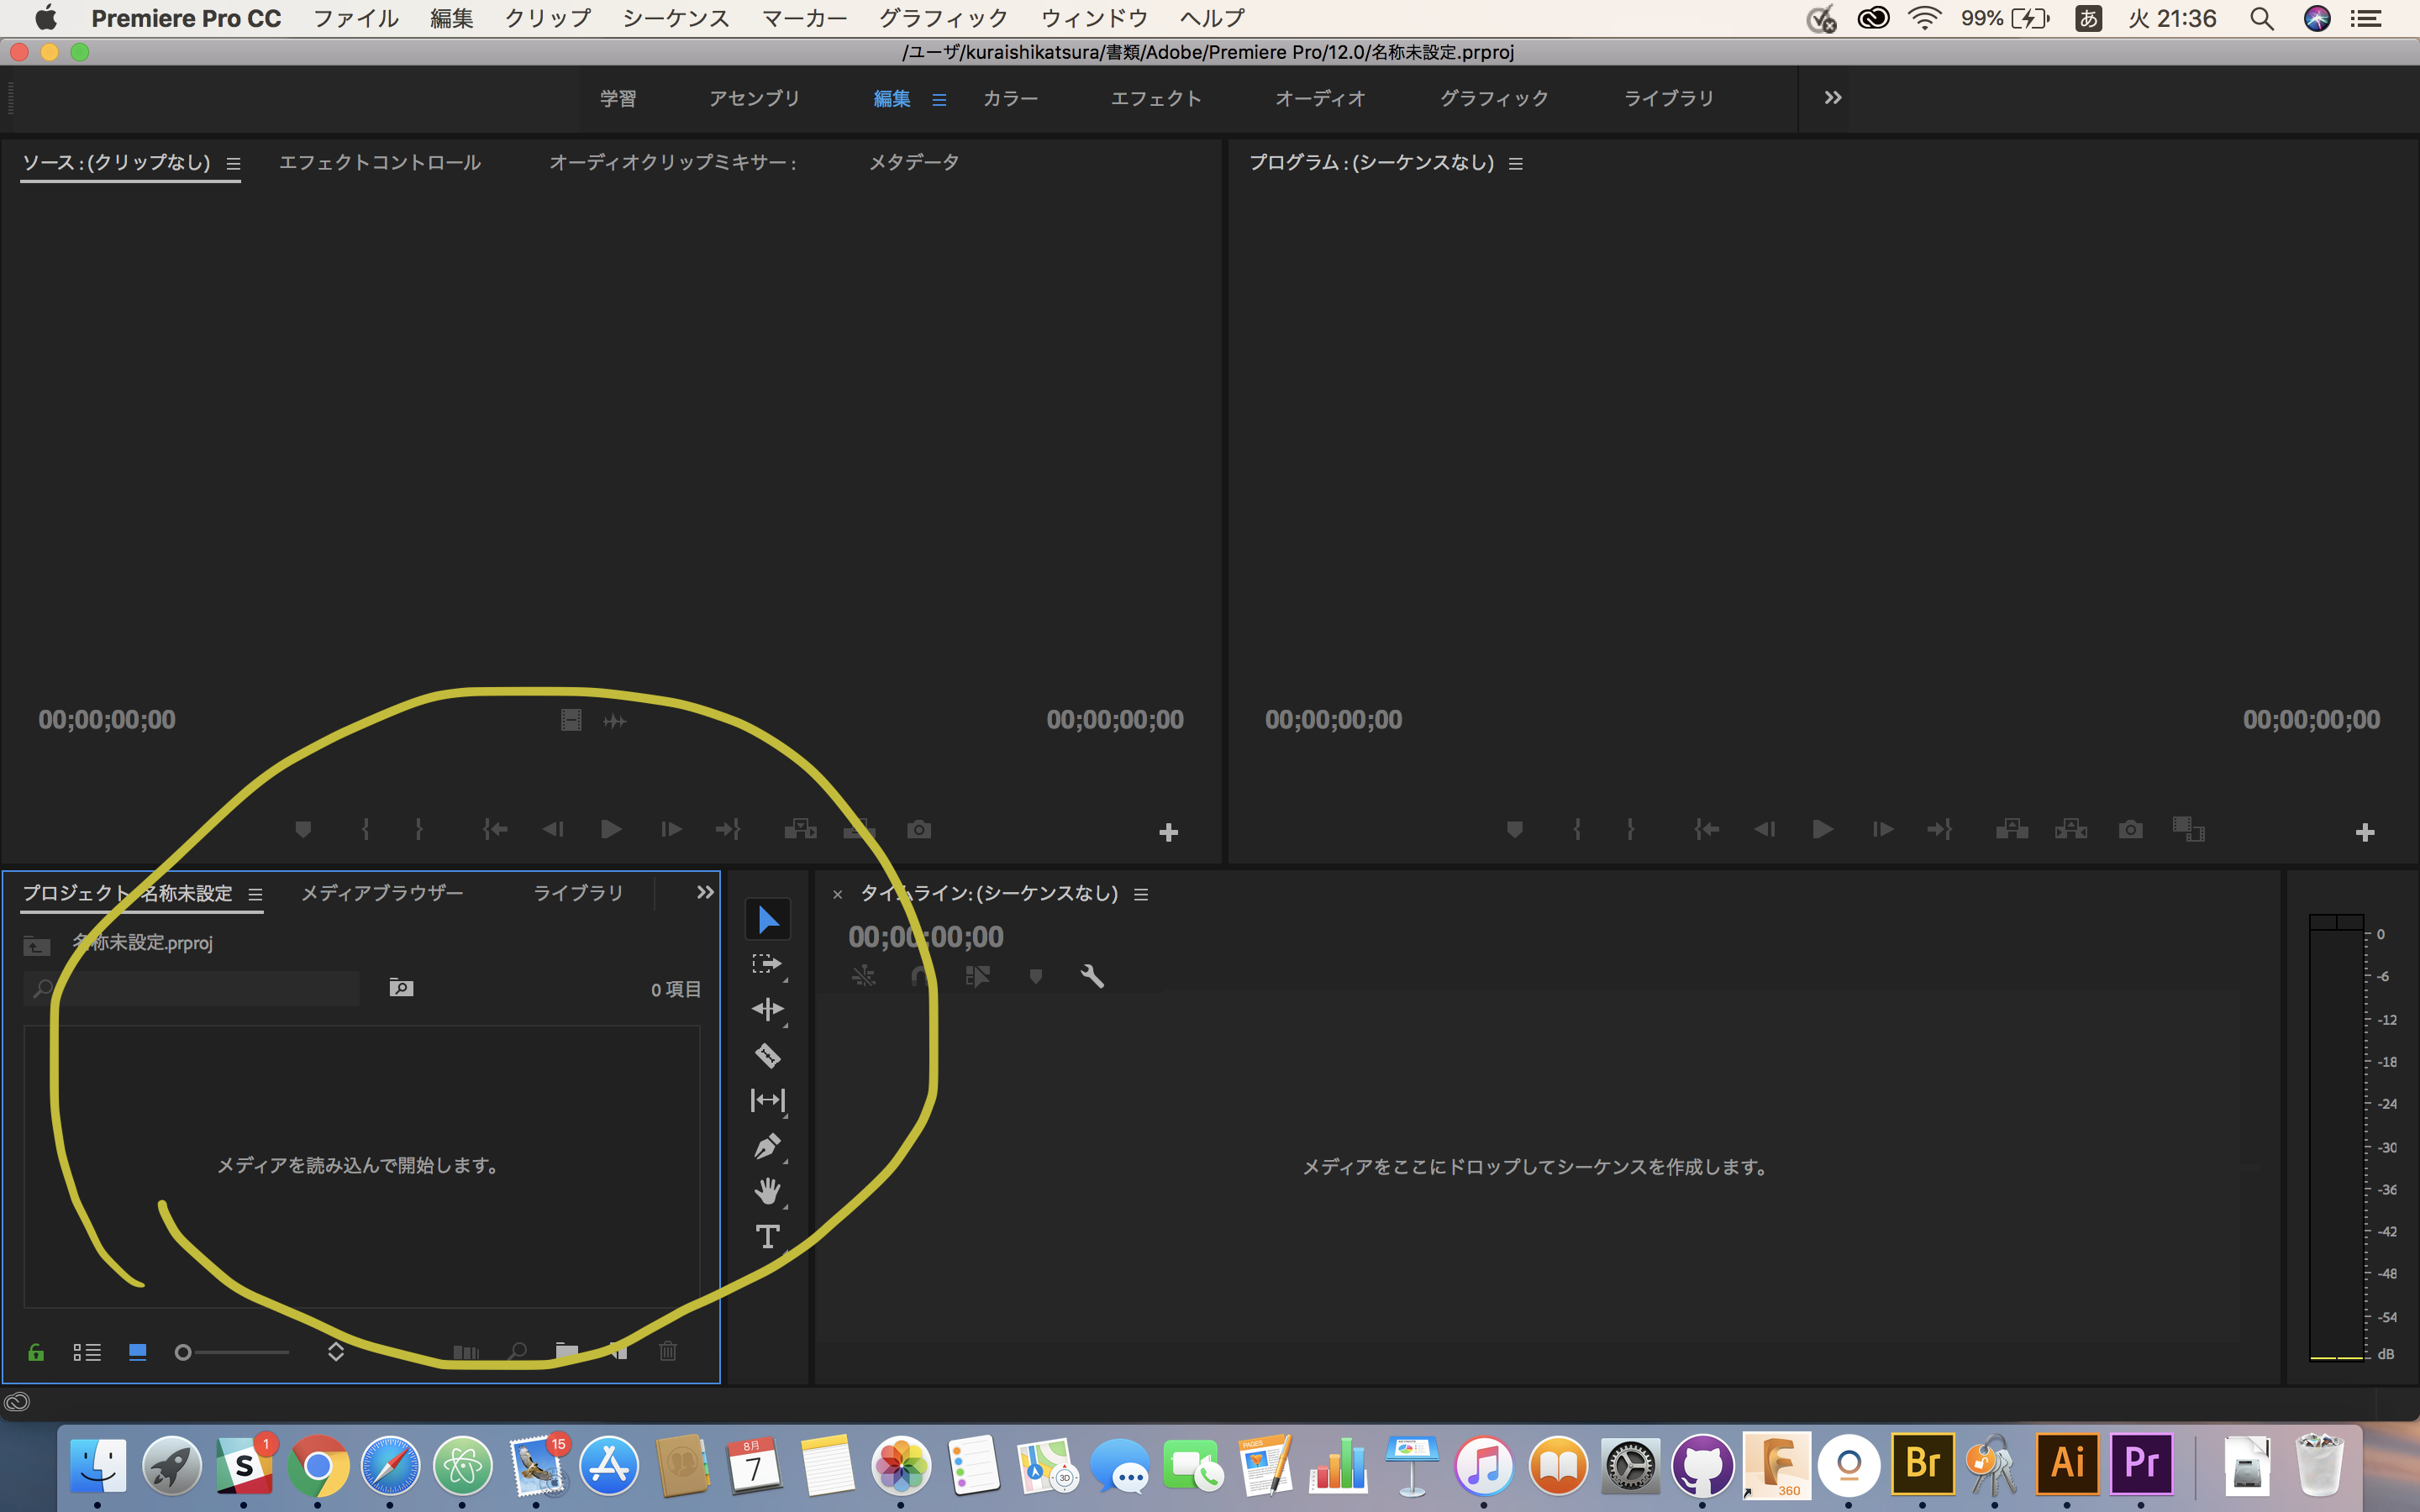 Premiere Pro CC ファイル 編集 クリップ シーケンス マーカー グラフィック ウィンドウ ヘルプ 99% あ 火 21:36
/ユーザ/kuraishikatsura/書類/Adobe/Premiere Pro/12.0/名称未設定.prproj
学習 アセンブリ 編集 カラー エフェクト オーディオ グラフィック ライブラリ
ソース:(クリップなし) エフェクトコントロール オーディオクリップミキサー: メタデータ
プログラム:(シーケンスなし)
00;00;00;00 00;00;00;00
00;00;00;00 00;00;00;00
プロジェクト: 名称未設定 メディアブラウザー ライブラリ
名称未設定.prproj
0 項目
メディアを読み込んで開始します。
T
× タイムライン:(シーケンスなし)
00;00;00;00
メディアをここにドロップしてシーケンスを作成します。
0
-6
-12
-18
-24
-30
-36
-42
-48
-54
dB
S 1 15 8月 7 3D PAGES 360 Br Ai Pr